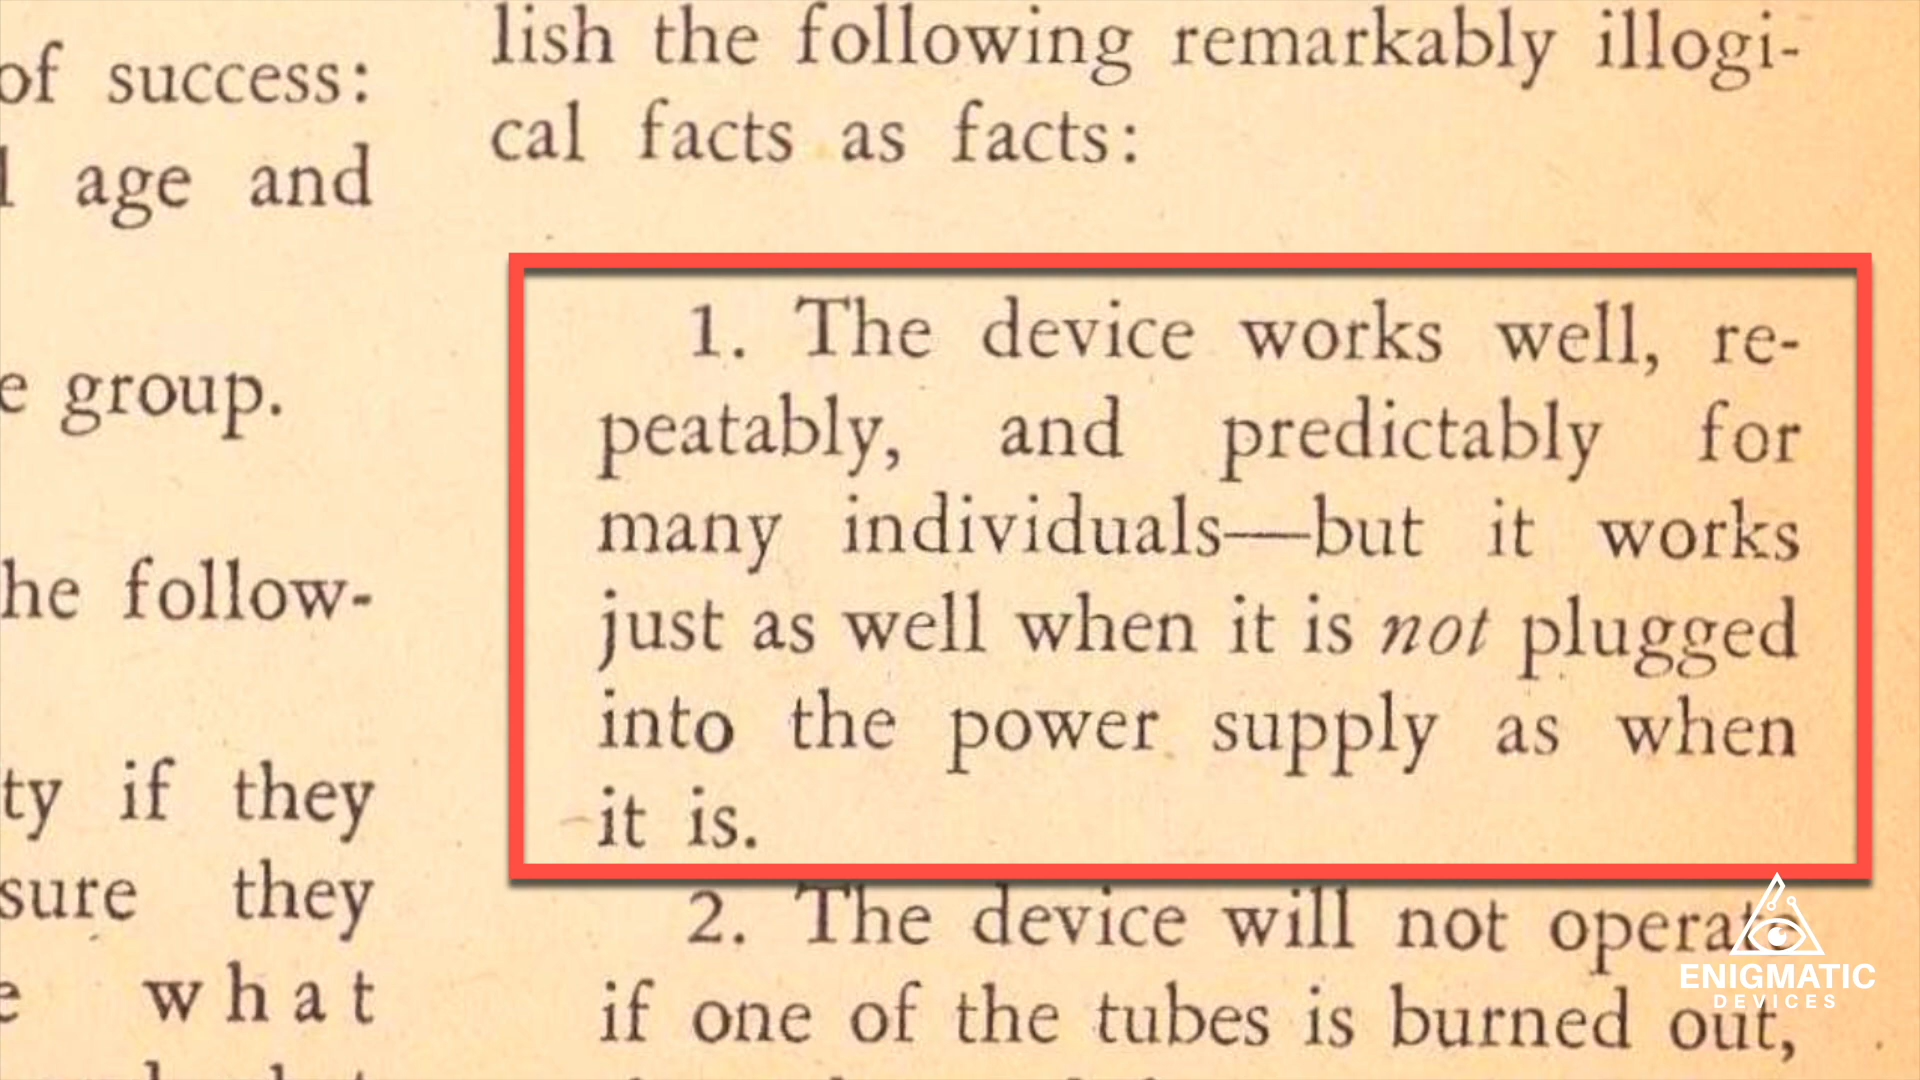 of success:
age and
group.
follow-
if they
sure they
what
lish the following remarkably illogi-
cal facts as facts:
1. The device works well, re-
peatably, and predictably for
many individuals—but it works
just as well when it is not plugged
into the power supply as when
it is.
2. The device will not operate
if one of the tubes is burned out,
ENIGMATIC
DEVICES